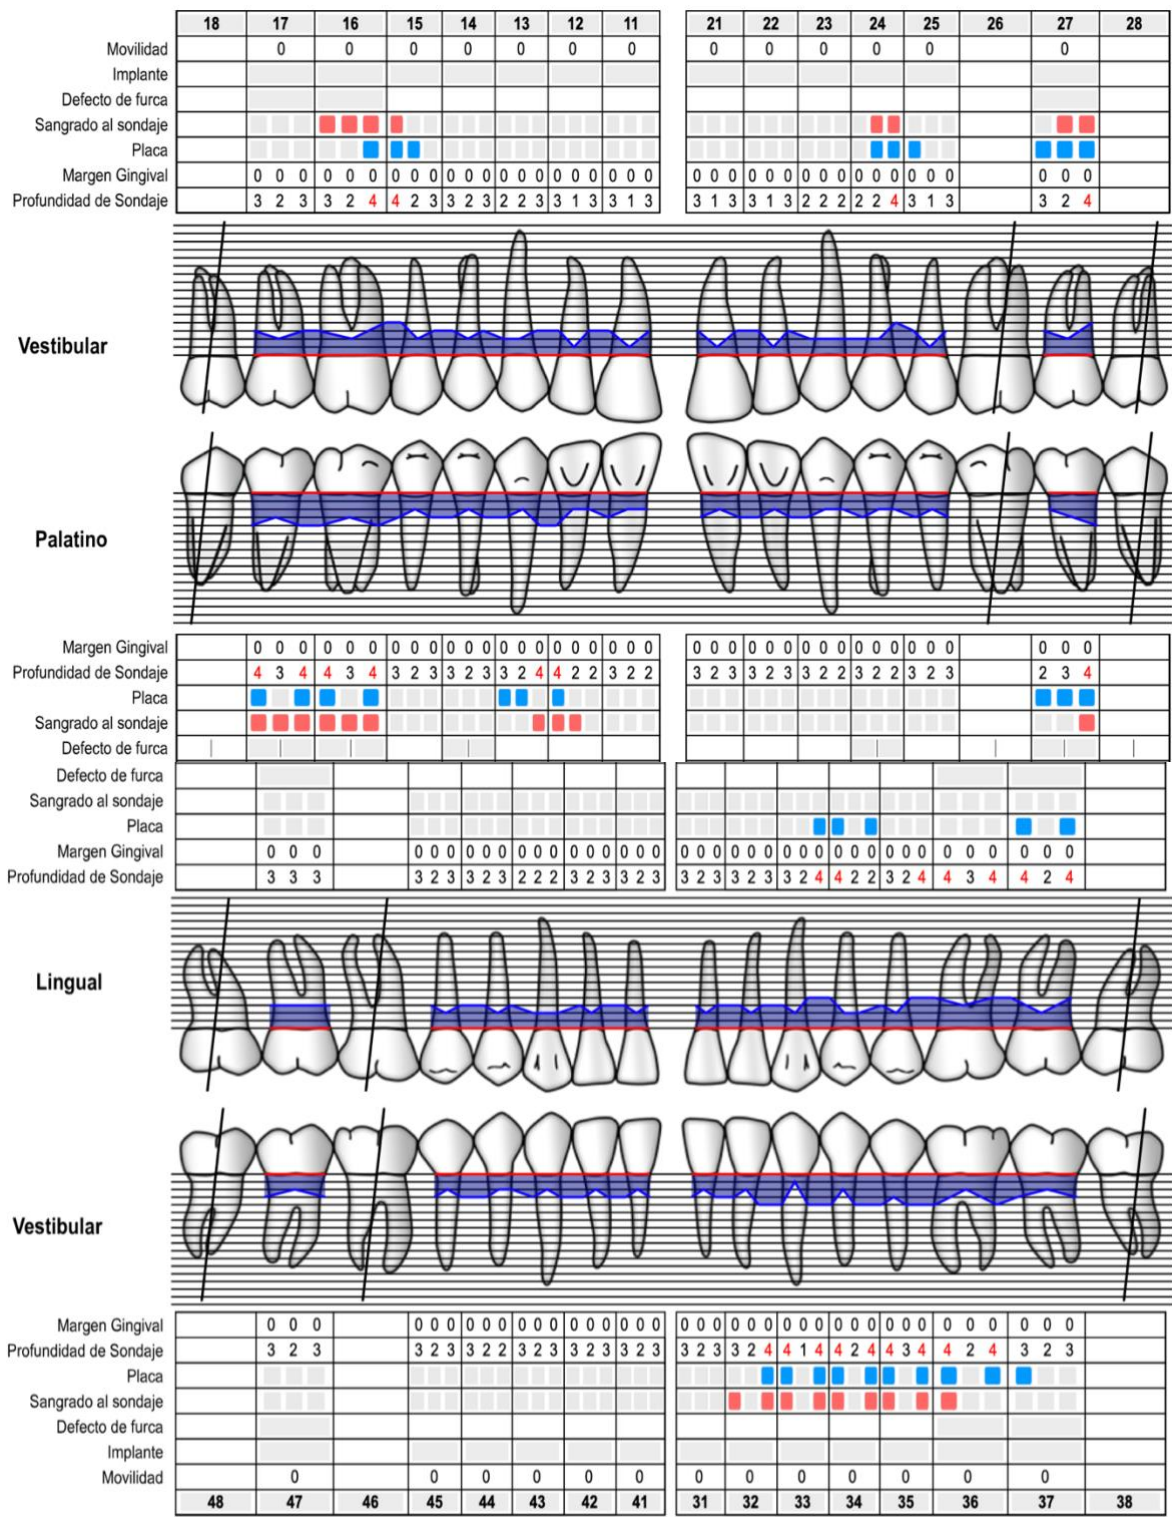 18 17 16 15 14 13 12 11 21 22 23 24 25 26 27 28
Movilidad 0 0 0 0 0 0 0 0 0 0 0 0 0
Implante
Defecto de furca
Sangrado al sondaje
Placa
Margen Gingival 0 0 0 0 0 0 0 0 0 0 0 0 0 0 0 0 0 0 0 0 0 0 0 0 0 0 0 0 0 0 0 0 0 0 0 0 0 0 0
Profundidad de Sondaje 3 2 3 3 2 4 4 2 3 3 2 3 2 2 3 3 1 3 3 1 3 3 1 3 3 1 3 2 2 2 2 2 4 3 1 3 3 2 4
Vestibular
Palatino
Margen Gingival 0 0 0 0 0 0 0 0 0 0 0 0 0 0 0 0 0 0 0 0 0 0 0 0 0 0 0 0 0 0 0 0 0 0 0 0 0 0 0
Profundidad de Sondaje 4 3 4 4 3 4 3 2 3 3 2 3 3 2 4 4 2 2 3 2 2 3 2 3 3 2 3 3 2 2 3 2 2 3 2 3 2 3 4
Placa
Sangrado al sondaje
Defecto de furca
Defecto de furca
Sangrado al sondaje
Placa
Margen Gingival 0 0 0 0 0 0 0 0 0 0 0 0 0 0 0 0 0 0 0 0 0 0 0 0 0 0 0 0 0 0 0 0 0 0 0 0 0 0 0
Profundidad de Sondaje 3 3 3 3 2 3 3 2 3 2 2 2 3 2 3 3 2 3 3 2 3 3 2 3 3 2 4 4 2 2 3 2 4 4 3 4 4 2 4
Lingual
Vestibular
Margen Gingival 0 0 0 0 0 0 0 0 0 0 0 0 0 0 0 0 0 0 0 0 0 0 0 0 0 0 0 0 0 0 0 0 0 0 0 0 0 0 0
Profundidad de Sondaje 3 2 3 3 2 3 3 2 2 3 2 3 3 2 3 3 2 3 3 2 3 3 2 4 4 1 4 4 2 4 4 3 4 4 2 4 3 2 3
Placa
Sangrado al sondaje
Defecto de furca
Implante
Movilidad 0 0 0 0 0 0 0 0 0 0 0 0 0
48 47 46 45 44 43 42 41 31 32 33 34 35 36 37 38